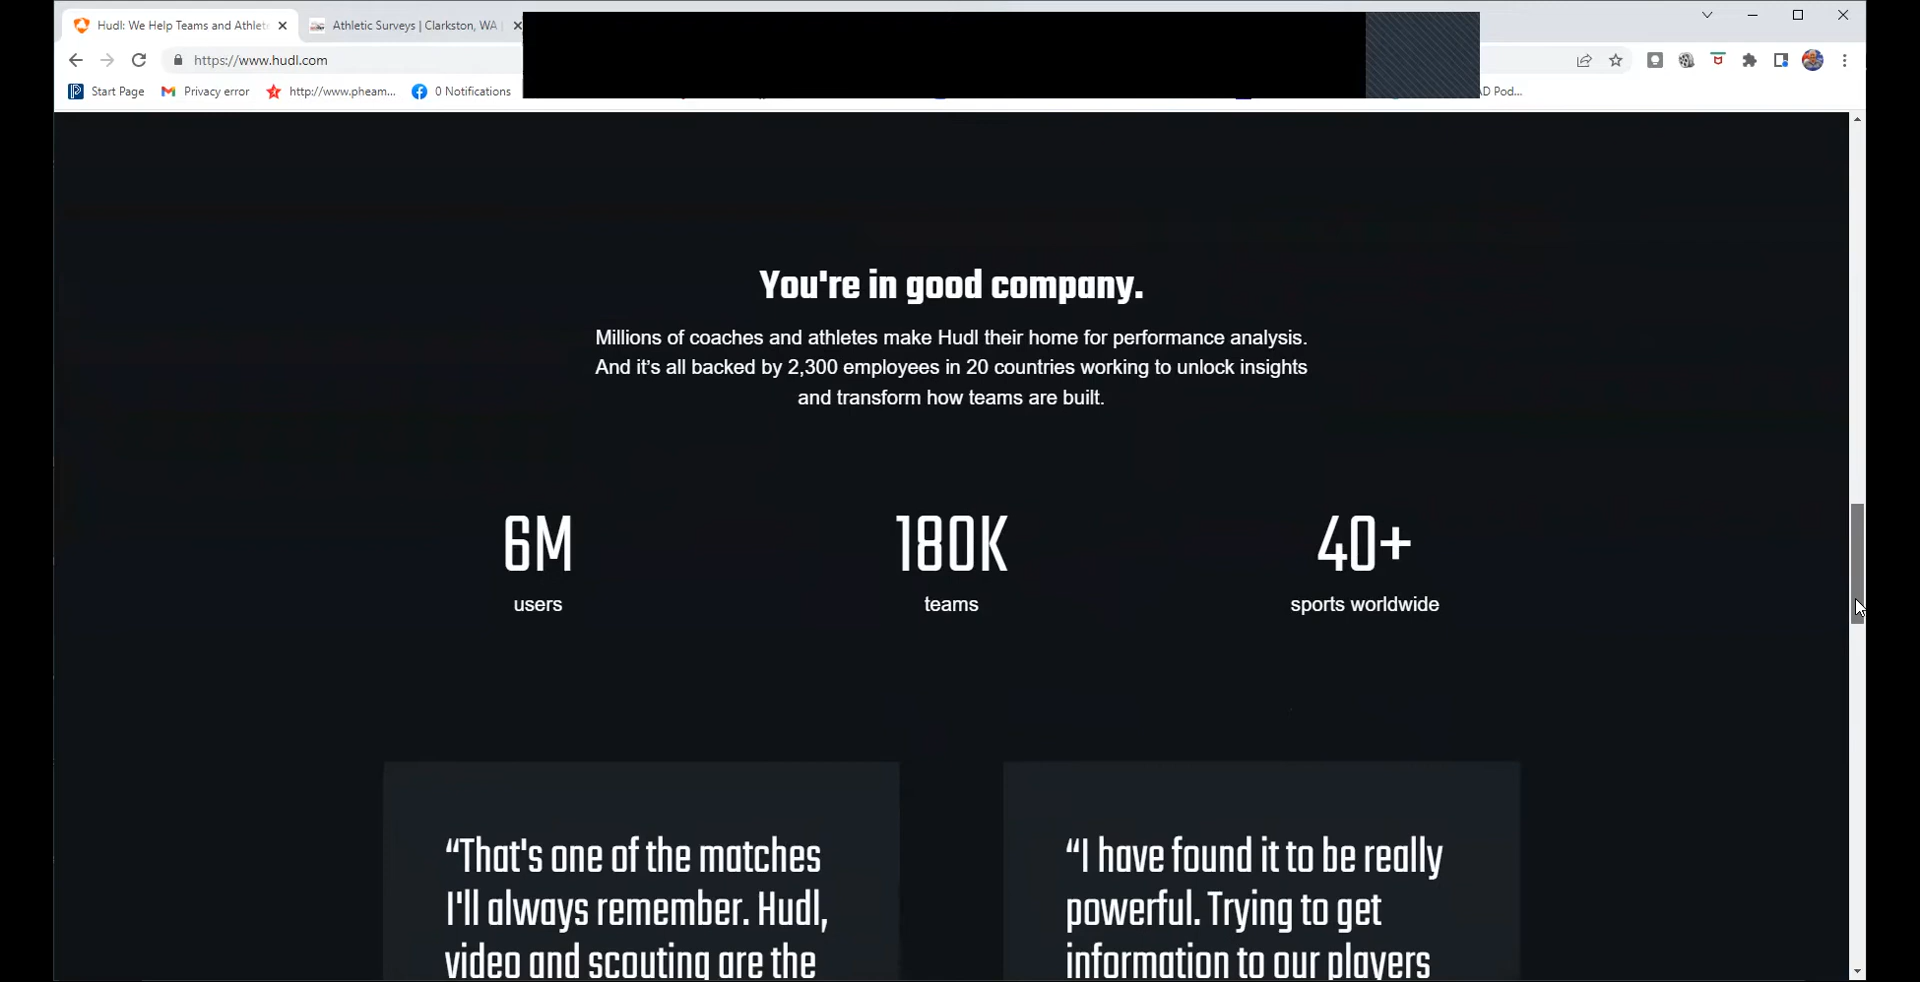 Hudl: We Help Teams and Athlet
Athletic Surveys | Clarkston, WA |
https://www.hudl.com
Start Page
Privacy error
http://www.pheam...
0 Notifications
AD Pod...
You're in good company.
Millions of coaches and athletes make Hudl their home for performance analysis.
And it's all backed by 2,300 employees in 20 countries working to unlock insights
and transform how teams are built.
6M
180K
40+
users
teams
sports worldwide
“That's one of the matches
I'll always remember. Hudl,
video and scouting are the
“I have found it to be really
powerful. Trying to get
information to our players